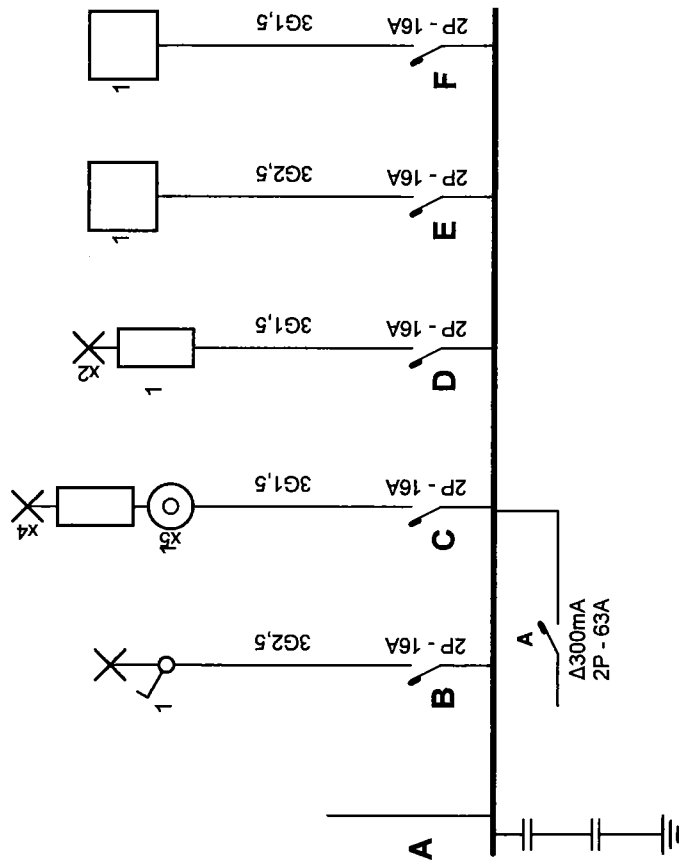 3G1,5
2P - 16A
F
1
3G2,5
2P - 16A
E
1
x2
3G1,5
2P - 16A
D
1
x4
x5
3G1,5
2P - 16A
C
3G2,5
2P - 16A
B
1
A
Δ300mA
2P - 63A
A